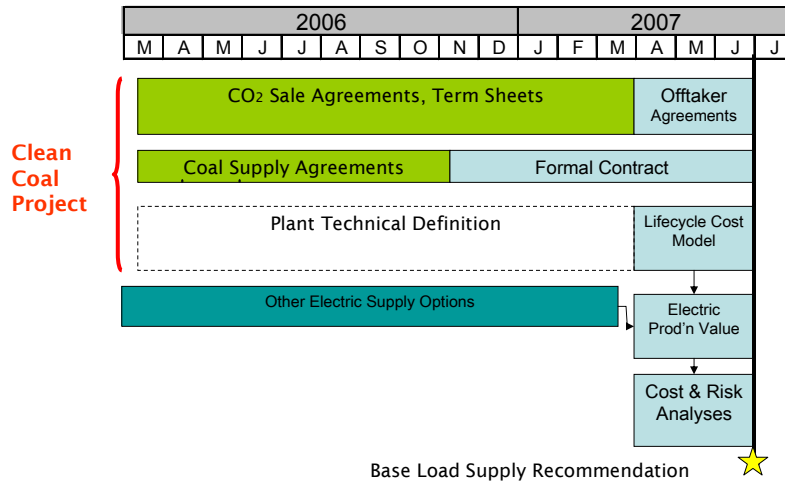 2006 2007
M A M J J A S O N D J F M A M J J
CO2 Sale Agreements, Term Sheets
Offtaker
Agreements
Clean
Coal
Project
Coal Supply Agreements
Formal Contract
Plant Technical Definition
Lifecycle Cost
Model
Other Electric Supply Options
Electric
Prod'n Value
Cost & Risk
Analyses
Base Load Supply Recommendation